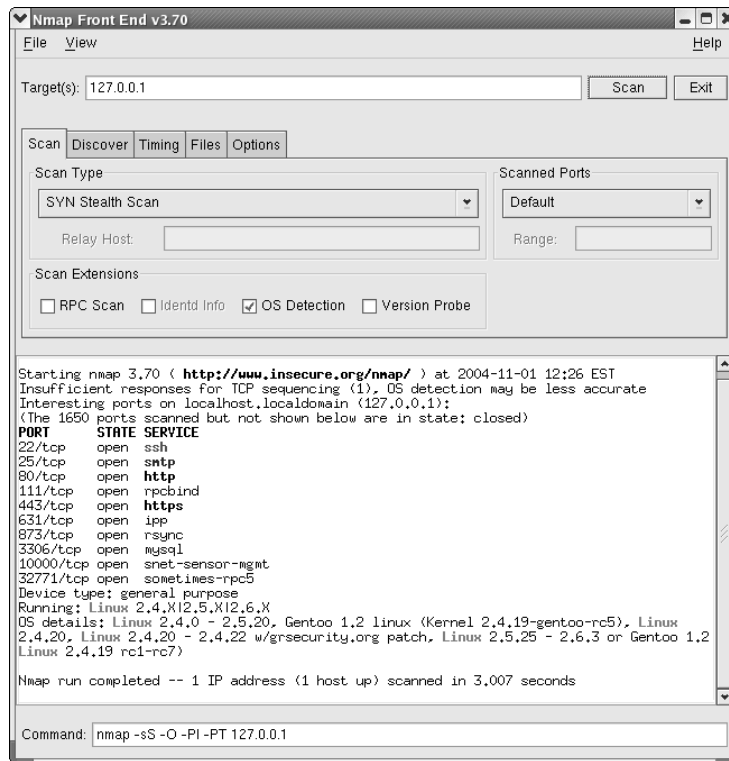 Nmap Front End v3.70
File View Help
Target(s): 127.0.0.1 Scan Exit
Scan Discover Timing Files Options
Scan Type Scanned Ports
SYN Stealth Scan Default
Relay Host: Range:
Scan Extensions
RPC Scan Identd Info OS Detection Version Probe
Starting nmap 3.70 ( http://www.insecure.org/nmap/ ) at 2004-11-01 12:26 EST
Insufficient responses for TCP sequencing (1), OS detection may be less accurate
Interesting ports on localhost.localdomain (127.0.0.1):
(The 1650 ports scanned but not shown below are in state: closed)
PORT STATE SERVICE
22/tcp open ssh
25/tcp open smtp
80/tcp open http
111/tcp open rpcbind
443/tcp open https
631/tcp open ipp
873/tcp open rsync
3306/tcp open mysql
10000/tcp open snet-sensor-mgmt
32771/tcp open sometimes-rpc5
Device type: general purpose
Running: Linux 2.4.X|2.5.X|2.6.X
OS details: Linux 2.4.0 - 2.5.20, Gentoo 1.2 linux (Kernel 2.4.19-gentoo-rc5), Linux
2.4.20, Linux 2.4.20 - 2.4.22 w/grsecurity.org patch, Linux 2.5.25 - 2.6.3 or Gentoo 1.2
Linux 2.4.19 rc1-rc7)
Nmap run completed -- 1 IP address (1 host up) scanned in 3.007 seconds
Command: nmap -sS -O -PI -PT 127.0.0.1